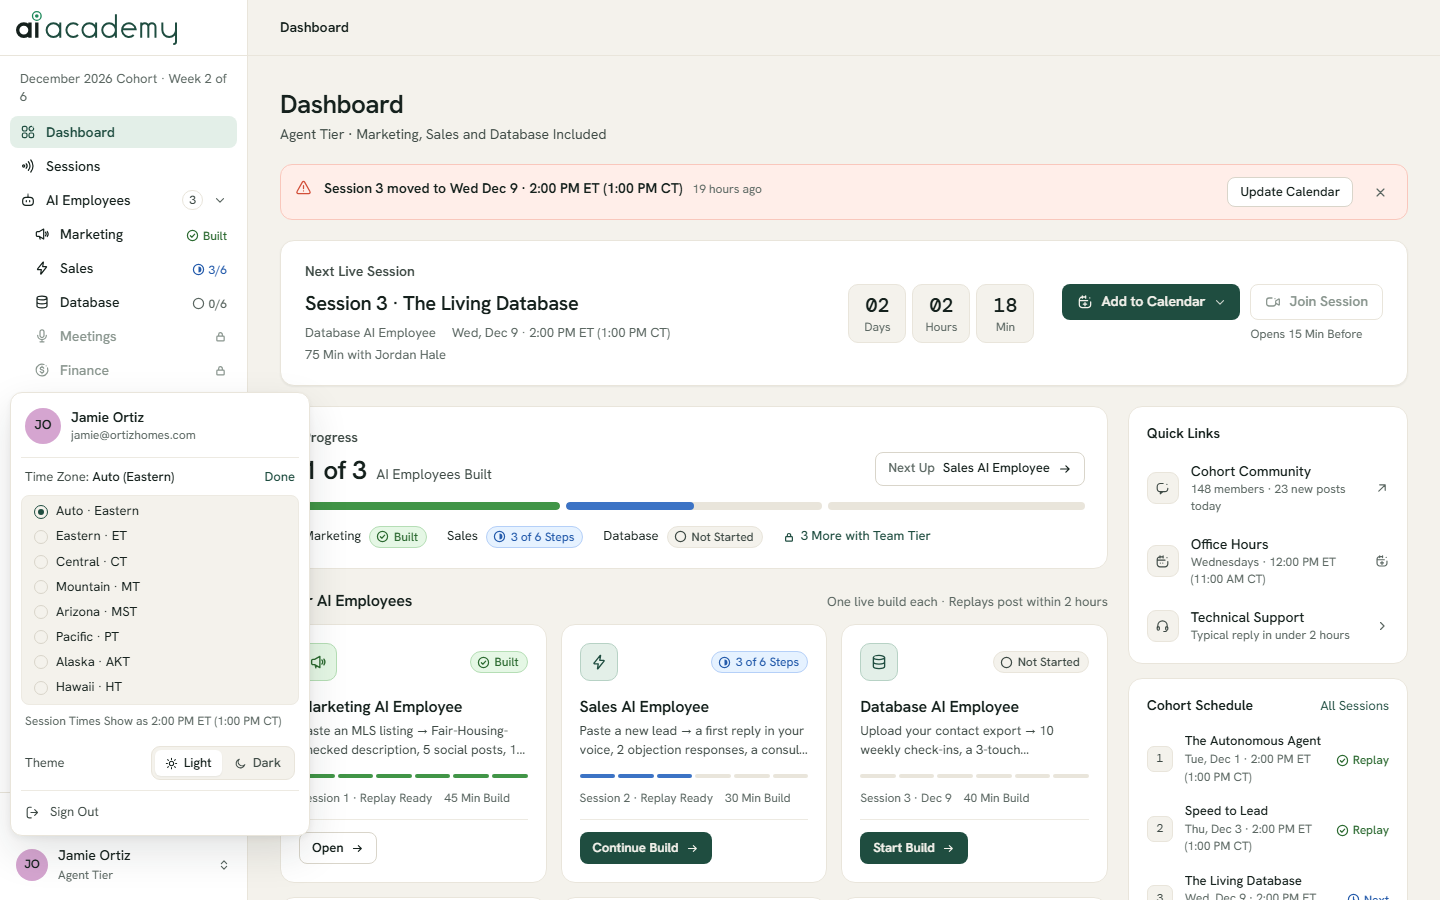 ai academy
December 2026 Cohort · Week 2 of
6
Dashboard
Sessions
AI Employees 3
Marketing Built
Sales 3/6
Database 0/6
Meetings
Finance
JO
Jamie Ortiz
jamie@ortizhomes.com
Time Zone: Auto (Eastern) Done
Auto · Eastern
Eastern · ET
Central · CT
Mountain · MT
Arizona · MST
Pacific · PT
Alaska · AKT
Hawaii · HT
Session Times Show as 2:00 PM ET (1:00 PM CT)
Theme Light Dark
Sign Out
JO
Jamie Ortiz
Agent Tier
Dashboard
Dashboard
Agent Tier · Marketing, Sales and Database Included
Session 3 moved to Wed Dec 9 · 2:00 PM ET (1:00 PM CT) 19 hours ago
Update Calendar
Next Live Session
Session 3 · The Living Database
Database AI Employee Wed, Dec 9 · 2:00 PM ET (1:00 PM CT)
75 Min with Jordan Hale
02 Days
02 Hours
18 Min
Add to Calendar
Join Session
Opens 15 Min Before
rogress
1 of 3 AI Employees Built
Next Up Sales AI Employee →
arketing Built
Sales 3 of 6 Steps
Database Not Started
3 More with Team Tier
r AI Employees
One live build each · Replays post within 2 hours
Built
arketing AI Employee
aste an MLS listing → Fair-Housing-
hecked description, 5 social posts, 1...
ession 1 · Replay Ready 45 Min Build
Open →
3 of 6 Steps
Sales AI Employee
Paste a new lead → a first reply in your
voice, 2 objection responses, a consul...
Session 2 · Replay Ready 30 Min Build
Continue Build →
Not Started
Database AI Employee
Upload your contact export → 10
weekly check-ins, a 3-touch...
Session 3 · Dec 9 40 Min Build
Start Build →
Quick Links
Cohort Community
148 members · 23 new posts
today
Office Hours
Wednesdays · 12:00 PM ET
(11:00 AM CT)
Technical Support
Typical reply in under 2 hours
Cohort Schedule All Sessions
1
The Autonomous Agent
Tue, Dec 1 · 2:00 PM ET
(1:00 PM CT)
Replay
2
Speed to Lead
Thu, Dec 3 · 2:00 PM ET
(1:00 PM CT)
Replay
3
The Living Database
Wed, Dec 9 · 2:00 PM ET
Next